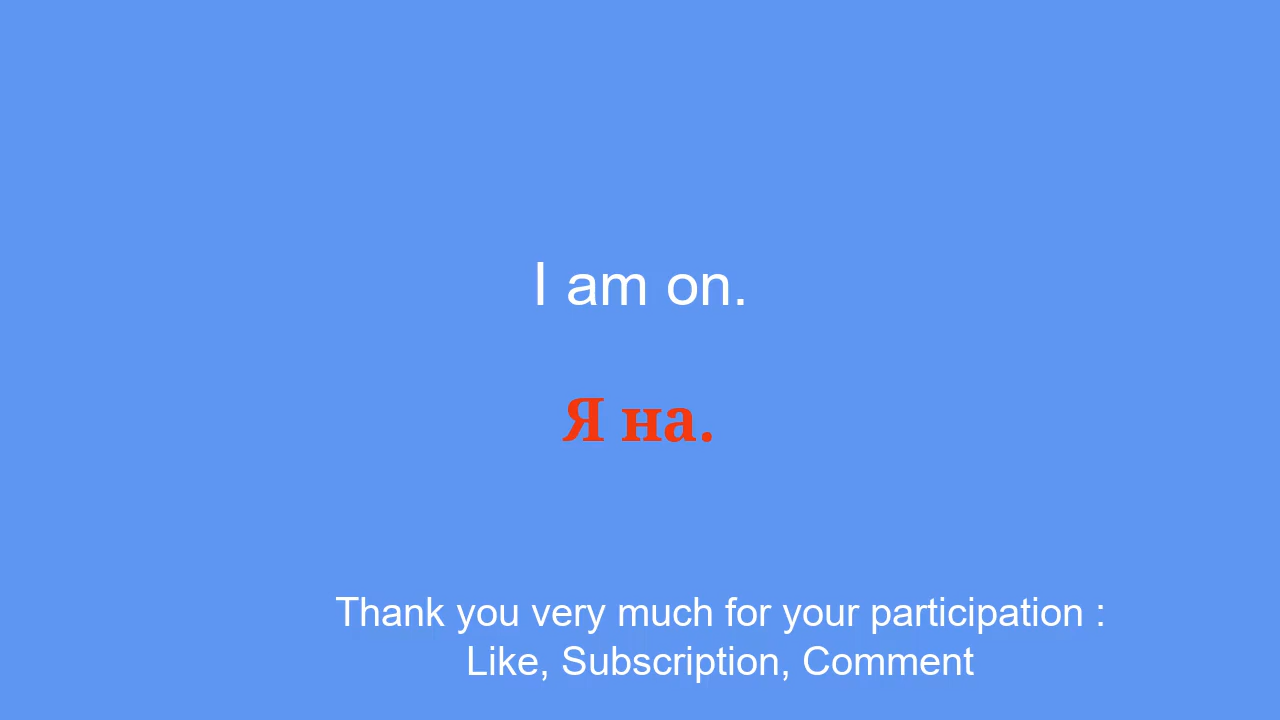 I am on.
Я на.
Thank you very much for your participation :
Like, Subscription, Comment